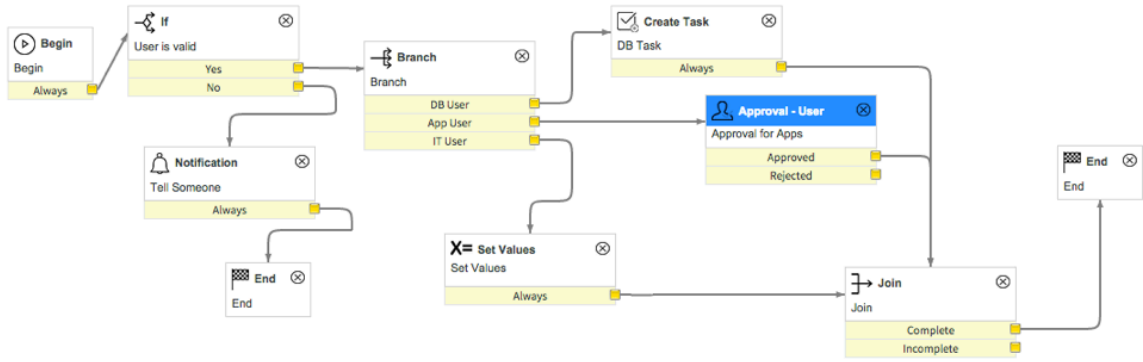 Begin
Begin
Always
If
User is valid
Yes
No
Notification
Tell Someone
Always
End
End
Branch
Branch
DB User
App User
IT User
Create Task
DB Task
Always
Approval - User
Approval for Apps
Approved
Rejected
X= Set Values
Set Values
Always
Join
Join
Complete
Incomplete
End
End